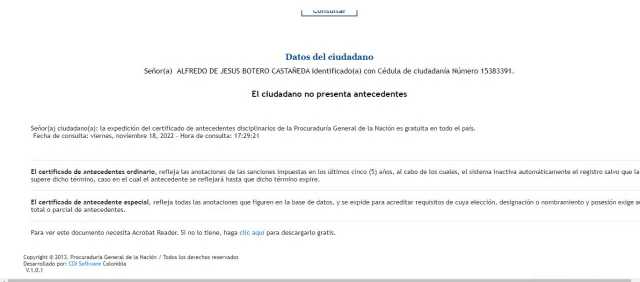 Consultar
Datos del ciudadano
Señor(a) ALFREDO DE JESUS BOTERO CASTAÑEDA identificado(a) con Cédula de ciudadanía Número 15383391.
El ciudadano no presenta antecedentes
Señor(a) ciudadano(a): la expedición del certificado de antecedentes disciplinarios de la Procuraduría General de la Nación es gratuita en todo el país.
Fecha de consulta: viernes, noviembre 18, 2022 - Hora de consulta: 17:29:21
El certificado de antecedentes ordinario, refleja las anotaciones de las sanciones impuestas en los últimos cinco (5) años, al cabo de los cuales, el sistema inactiva automáticamente el registro salvo que la
supere dicho término, caso en el cual el antecedente se reflejará hasta que dicho término expire.
El certificado de antecedente especial, refleja todas las anotaciones que figuren en la base de datos, y se expide para acreditar requisitos de cuya elección, designación o nombramiento y posesión exige au
total o parcial de antecedentes.
Para ver este documento necesita Acrobat Reader. Si no lo tiene, haga clic aquí para descargarlo gratis.
Copyright © 2013. Procuraduría General de la Nación / Todos los derechos reservados
Desarrollado por: CDI Software Colombia
V.1.0.1